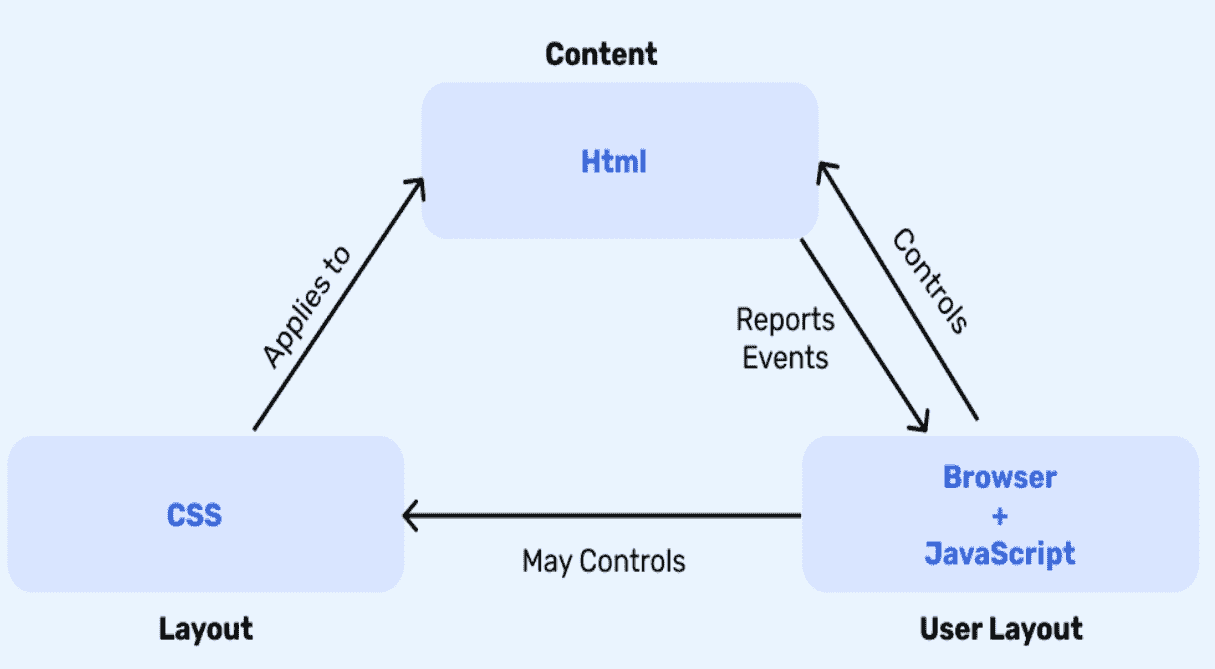 Content
Html
Applies to
Controls
Reports
Events
CSS
Browser
+
JavaScript
May Controls
Layout
User Layout